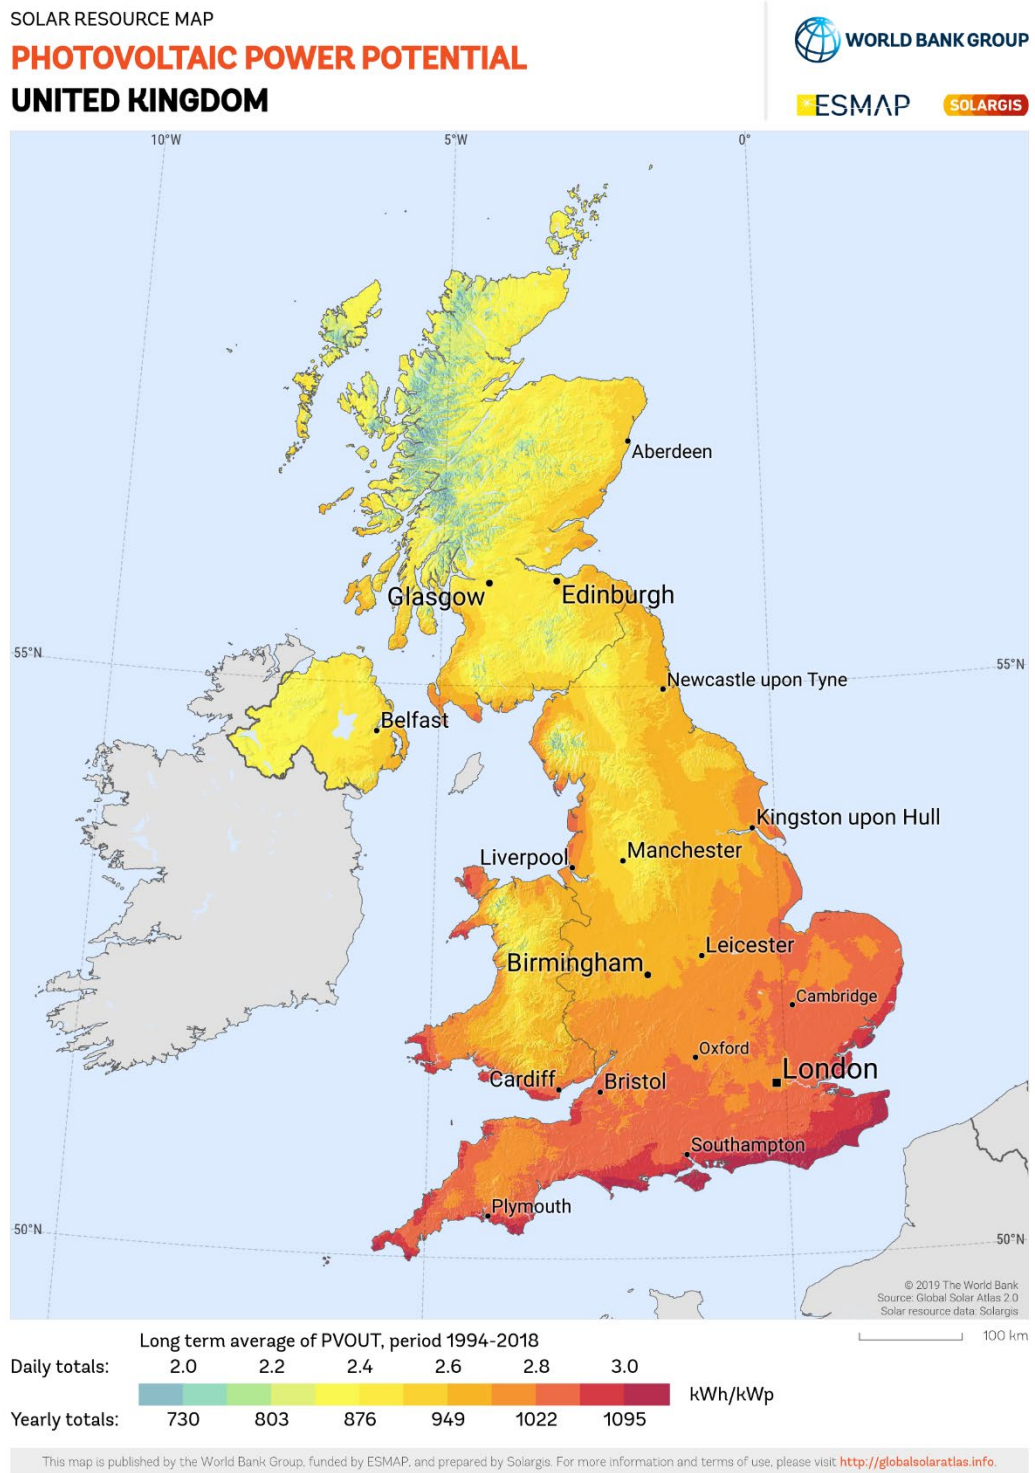 SOLAR RESOURCE MAP
PHOTOVOLTAIC POWER POTENTIAL
UNITED KINGDOM
WORLD BANK GROUP
ESMAP
SOLARGIS
10°W
5°W
0°
Aberdeen
Glasgow
Edinburgh
55°N
55°N
Newcastle upon Tyne
Belfast
Kingston upon Hull
Liverpool
Manchester
Leicester
Birmingham
Cambridge
Oxford
London
Cardiff
Bristol
Southampton
Plymouth
50°N
50°N
© 2019 The World Bank
Source: Global Solar Atlas 2.0
Solar resource data: Solargis
100 km
Long term average of PVOUT, period 1994-2018
Daily totals: 2.0 2.2 2.4 2.6 2.8 3.0
kWh/kWp
Yearly totals: 730 803 876 949 1022 1095
This map is published by the World Bank Group, funded by ESMAP, and prepared by Solargis. For more information and terms of use, please visit http://globalsolaratlas.info.